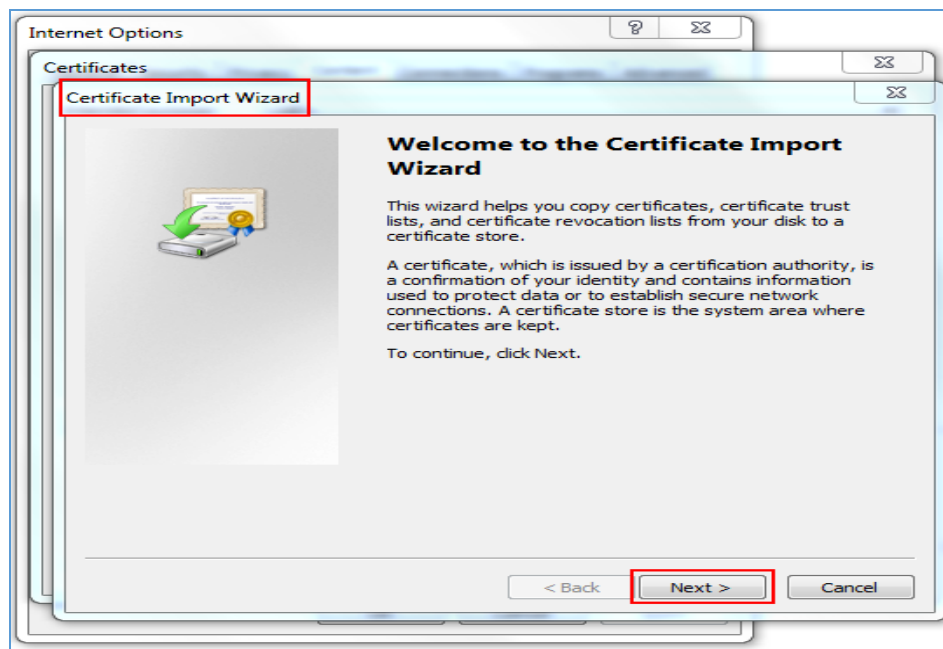 Internet Options
Certificates
Certificate Import Wizard
Welcome to the Certificate Import
Wizard
This wizard helps you copy certificates, certificate trust
lists, and certificate revocation lists from your disk to a
certificate store.
A certificate, which is issued by a certification authority, is
a confirmation of your identity and contains information
used to protect data or to establish secure network
connections. A certificate store is the system area where
certificates are kept.
To continue, click Next.
< Back Next > Cancel